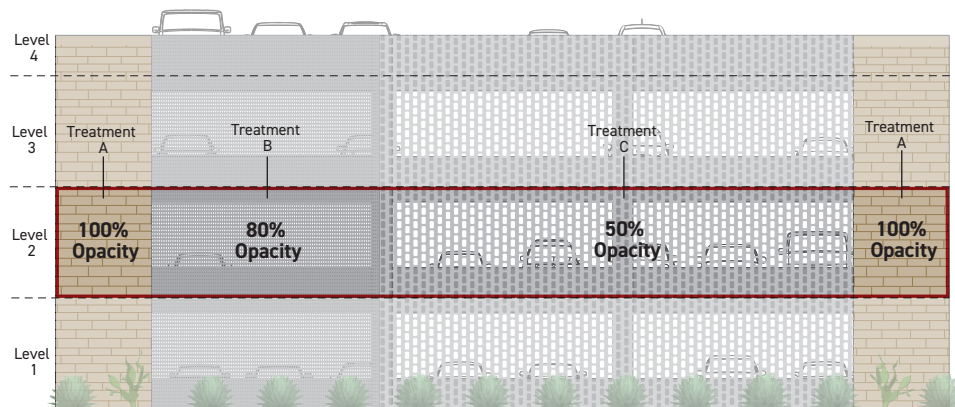 Level
4
Level
3
Treatment
A
Treatment
B
Treatment
C
Treatment
A
Level
2
100%
Opacity
80%
Opacity
50%
Opacity
100%
Opacity
Level
1